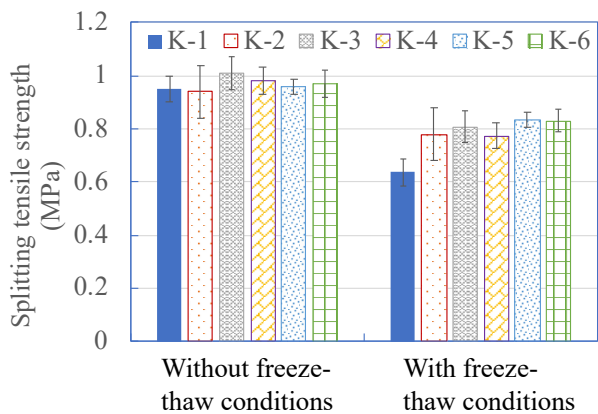 1.2
1
0.8
0.6
0.4
0.2
0
Splitting tensile strength
(MPa)
K-1 K-2 K-3 K-4 K-5 K-6
Without freeze-
thaw conditions
With freeze-
thaw conditions